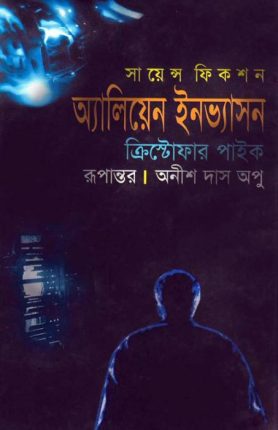 সায়েন্স ফিকশন
অ্যালিয়েন ইনভ্যাসন
ক্রিস্টোফার পাইক
রূপান্তর। অনীশ দাস অপু